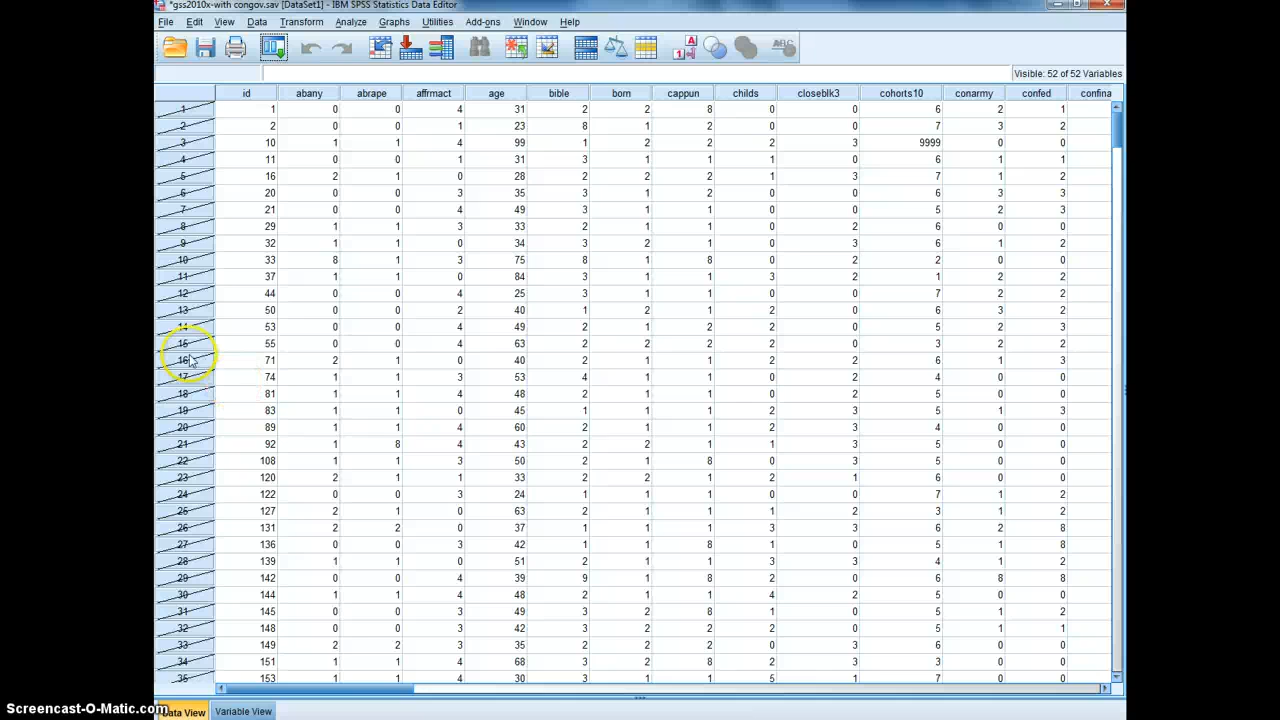 *gss2010x-with congov.sav [DataSet1] - IBM SPSS Statistics Data Editor
File Edit View Data Transform Analyze Graphs Utilities Add-ons Window Help
Visible: 52 of 52 Variables
id abany abrape affrmact age bible born cappun childs closeblk3 cohorts10 conarmy confed confina
1 1 0 0 4 31 2 2 8 0 0 6 2 1
2 2 0 0 1 23 8 1 2 0 0 7 3 2
3 10 1 1 4 99 1 2 2 2 3 9999 0 0
4 11 0 0 1 31 3 1 1 1 0 6 1 1
5 16 2 1 0 28 2 2 2 1 3 7 1 2
6 20 0 0 3 35 3 1 2 0 0 6 3 3
7 21 0 0 4 49 3 1 1 0 0 5 2 3
8 29 1 1 3 33 2 1 1 0 2 6 0 0
9 32 1 1 0 34 3 2 1 0 3 6 1 2
10 33 8 1 3 75 8 1 8 0 2 2 0 0
11 37 1 1 0 84 3 1 1 3 2 1 2 2
12 44 0 0 4 25 3 1 1 0 0 7 2 2
13 50 0 0 2 40 1 2 1 2 0 6 3 2
14 53 0 0 4 49 2 1 2 2 0 5 2 3
15 55 0 0 4 63 2 2 1 2 0 3 2 2
16 71 2 1 0 40 2 1 1 2 2 6 1 3
17 74 1 1 3 53 4 1 1 0 2 4 0 0
18 81 1 1 4 48 2 1 1 0 2 5 0 0
19 83 1 1 0 45 1 1 1 2 3 5 1 3
20 89 1 1 4 60 2 1 1 2 3 4 0 0
21 92 1 8 4 43 2 2 1 1 3 5 0 0
22 108 1 1 3 50 2 1 8 0 3 5 0 0
23 120 2 1 1 33 2 2 1 2 1 6 0 0
24 122 0 0 3 24 1 1 1 0 0 7 1 2
25 127 2 1 0 63 2 1 1 1 2 3 1 2
26 131 2 2 0 37 1 1 1 3 3 6 2 8
27 136 0 0 3 42 1 1 8 1 0 5 1 8
28 139 1 1 0 51 2 1 1 3 3 4 1 2
29 142 0 0 4 39 9 1 8 2 0 6 8 8
30 144 1 1 4 48 2 1 1 4 2 5 0 0
31 145 0 0 3 49 3 2 8 1 0 5 1 2
32 148 0 0 3 42 3 2 2 2 0 5 1 1
33 149 2 2 3 35 2 2 2 0 3 6 0 0
34 151 1 1 4 68 3 2 8 2 3 3 0 0
35 153 1 1 4 30 3 1 1 5 1 7 0 0
Data View Variable View
Screencast-O-Matic.com